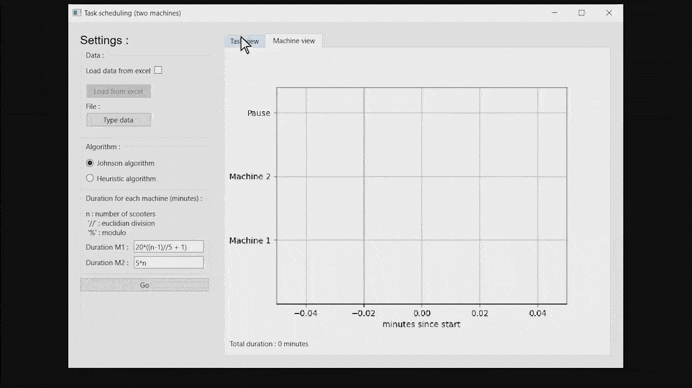 Task scheduling (two machines)
Settings :
Data :
Load data from excel
Load from excel
File :
Type data
Algorithm :
Johnson algorithm
Heuristic algorithm
Duration for each machine (minutes) :
n : number of scooters
'//' : euclidian division
'%' : modulo
Duration M1 : 20*((n-1)//5 + 1)
Duration M2 : 5*n
Go
view
Machine view
Pause
Machine 2
Machine 1
−0.04 −0.02 0.00 0.02 0.04
minutes since start
Total duration : 0 minutes